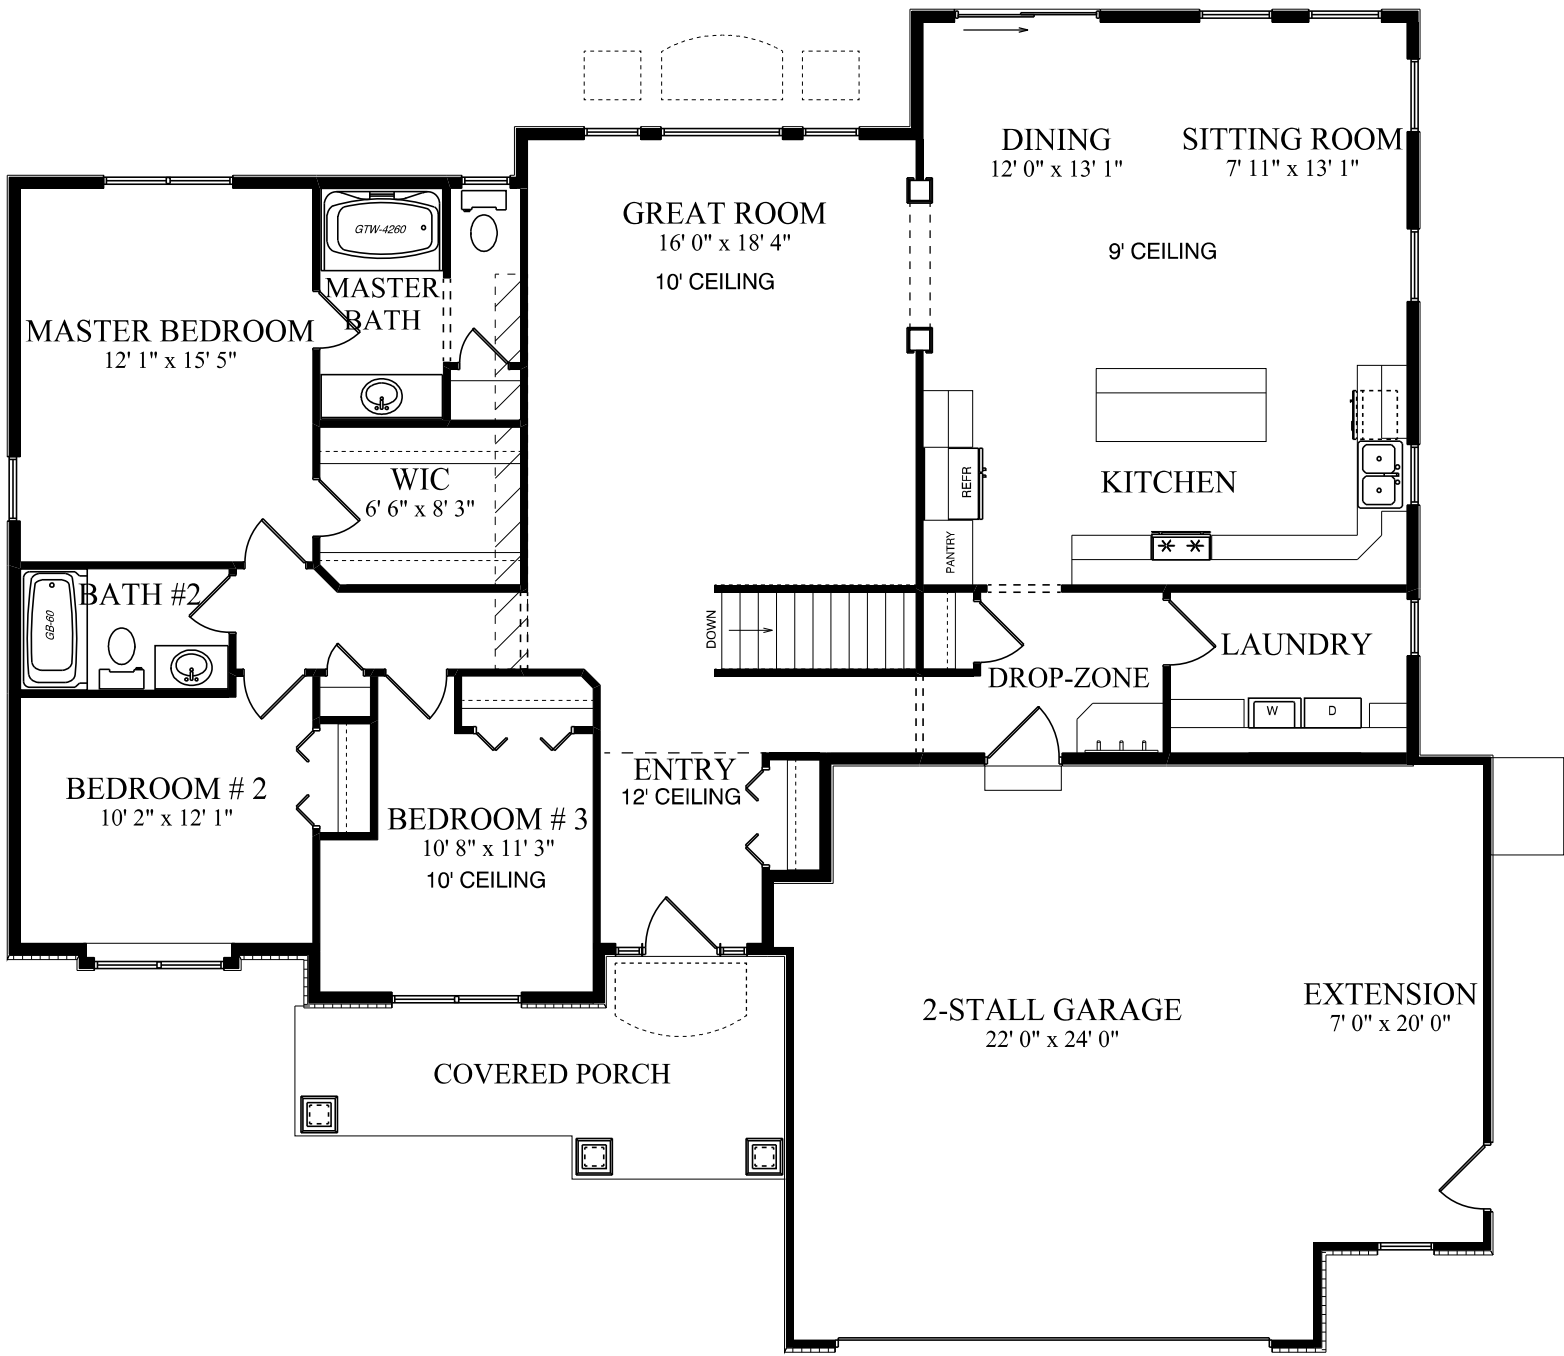 DINING
12' 0" x 13' 1"
SITTING ROOM
7' 11" x 13' 1"
GREAT ROOM
16' 0" x 18' 4"
10' CEILING
9' CEILING
GTW-4260
MASTER
BATH
MASTER BEDROOM
12' 1" x 15' 5"
WIC
6' 6" x 8' 3"
REFR
KITCHEN
PANTRY
BATH #2
GB-60
DOWN
LAUNDRY
DROP-ZONE
W
D
ENTRY
12' CEILING
BEDROOM # 2
10' 2" x 12' 1"
BEDROOM # 3
10' 8" x 11' 3"
10' CEILING
2-STALL GARAGE
22' 0" x 24' 0"
EXTENSION
7' 0" x 20' 0"
COVERED PORCH